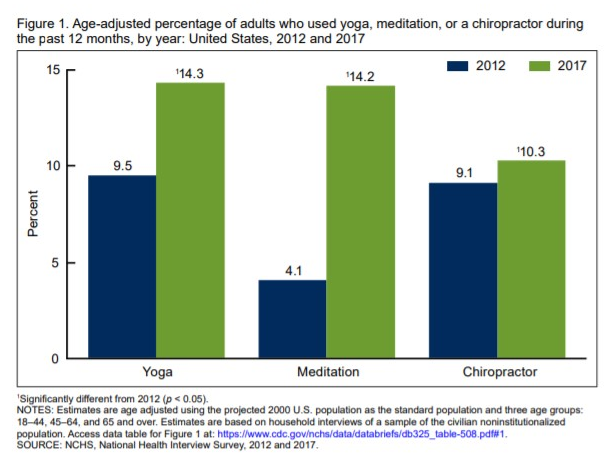 Figure 1. Age-adjusted percentage of adults who used yoga, meditation, or a chiropractor during
the past 12 months, by year: United States, 2012 and 2017
15
2012
2017
¹14.3
¹14.2
10
9.5
9.1
¹10.3
Percent
5
4.1
0
Yoga
Meditation
Chiropractor
¹Significantly different from 2012 (p < 0.05).
NOTES: Estimates are age adjusted using the projected 2000 U.S. population as the standard population and three age groups:
18–44, 45–64, and 65 and over. Estimates are based on household interviews of a sample of the civilian noninstitutionalized
population. Access data table for Figure 1 at: https://www.cdc.gov/nchs/data/databriefs/db325_table-508.pdf#1.
SOURCE: NCHS, National Health Interview Survey, 2012 and 2017.